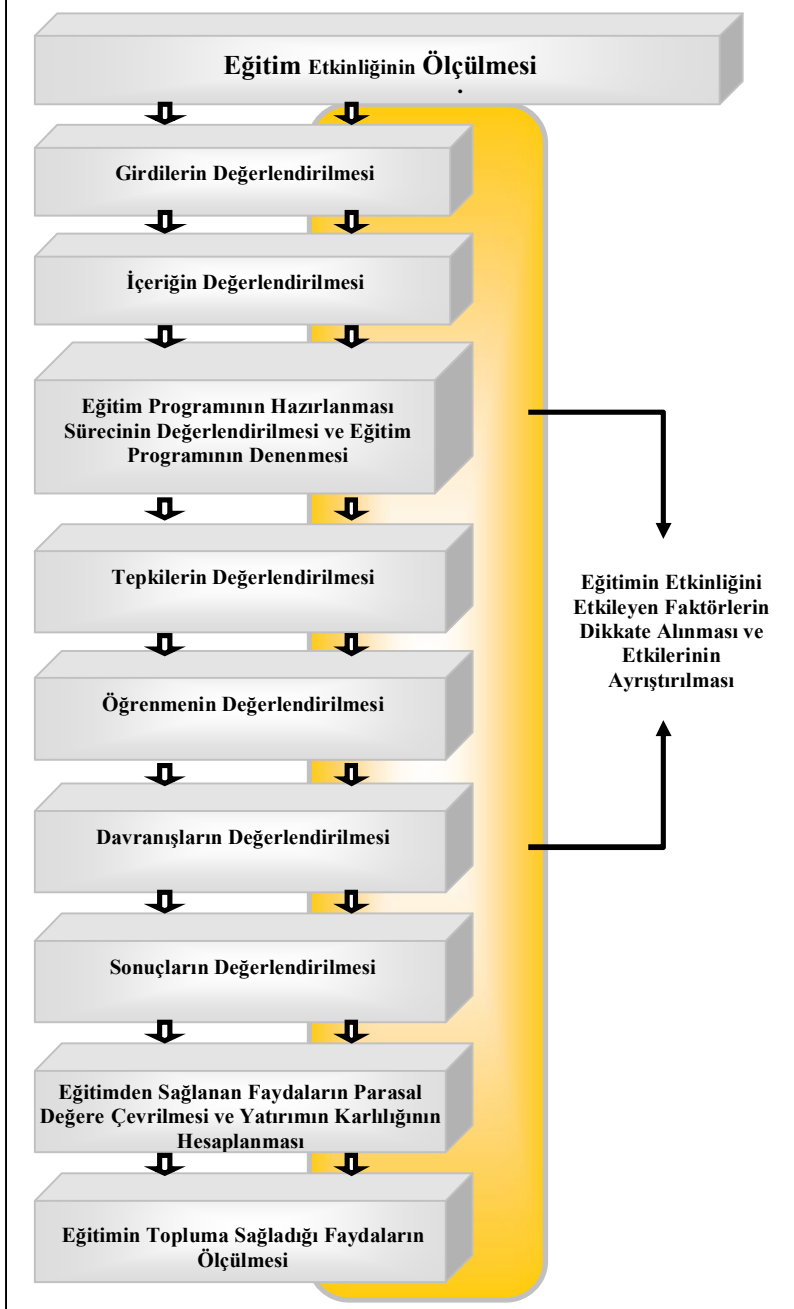 Eğitim Etkinliğinin Ölçülmesi
.
Girdilerin Değerlendirilmesi
İçeriğin Değerlendirilmesi
Eğitim Programının Hazırlanması
Sürecinin Değerlendirilmesi ve Eğitim
Programının Denenmesi
Tepkilerin Değerlendirilmesi
Eğitimin Etkinliğini
Etkileyen Faktörlerin
Dikkate Alınması ve
Etkilerinin
Ayrıştırılması
Öğrenmenin Değerlendirilmesi
Davranışların Değerlendirilmesi
Sonuçların Değerlendirilmesi
Eğitimden Sağlanan Faydaların Parasal
Değere Çevrilmesi ve Yatırımın Karlılığının
Hesaplanması
Eğitimin Topluma Sağladığı Faydaların
Ölçülmesi